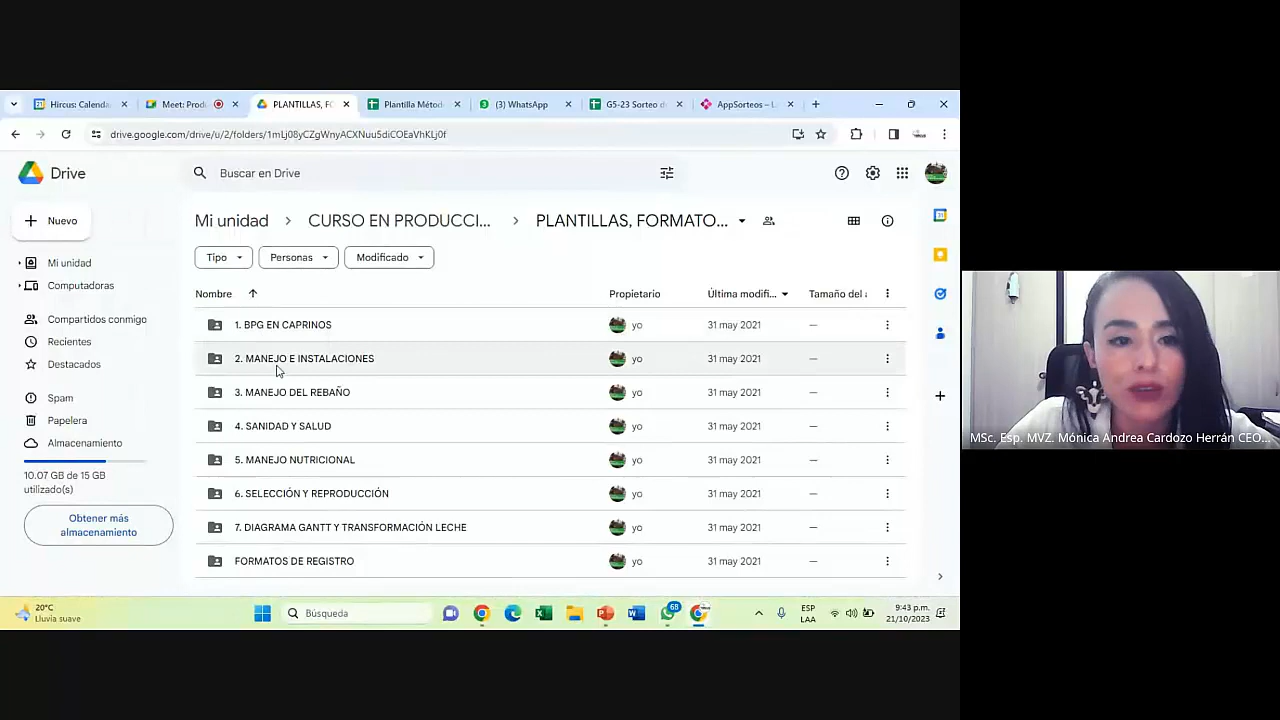 Hircus: Calenda
Meet: Produ
PLANTILLAS, FO
Plantilla Métod
(3) WhatsApp
G5-23 Sorteo d
AppSorteos – L
drive.google.com/drive/u/2/folders/1mLj08yCZgWnyACXNuu5diCOEaVhKLj0f
Drive
Buscar en Drive
Nuevo
Mi unidad
CURSO EN PRODUCCI...
PLANTILLAS, FORMATO...
Tipo
Personas
Modificado
Mi unidad
Computadoras
Compartidos conmigo
Recientes
Destacados
Spam
Papelera
Almacenamiento
10.07 GB de 15 GB
utilizado(s)
Obtener más
almacenamiento
Nombre
Propietario
Última modifi...
Tamaño del
1. BPG EN CAPRINOS
yo
31 may 2021
—
2. MANEJO E INSTALACIONES
yo
31 may 2021
—
3. MANEJO DEL REBAÑO
yo
31 may 2021
—
4. SANIDAD Y SALUD
yo
31 may 2021
—
5. MANEJO NUTRICIONAL
yo
31 may 2021
—
6. SELECCIÓN Y REPRODUCCIÓN
yo
31 may 2021
—
7. DIAGRAMA GANTT Y TRANSFORMACIÓN LECHE
yo
31 may 2021
—
FORMATOS DE REGISTRO
yo
31 may 2021
—
MSc. Esp. MVZ. Mónica Andrea Cardozo Herrán CEO...
20°C
Lluvia suave
Búsqueda
68
ESP
LAA
9:43 p.m.
21/10/2023